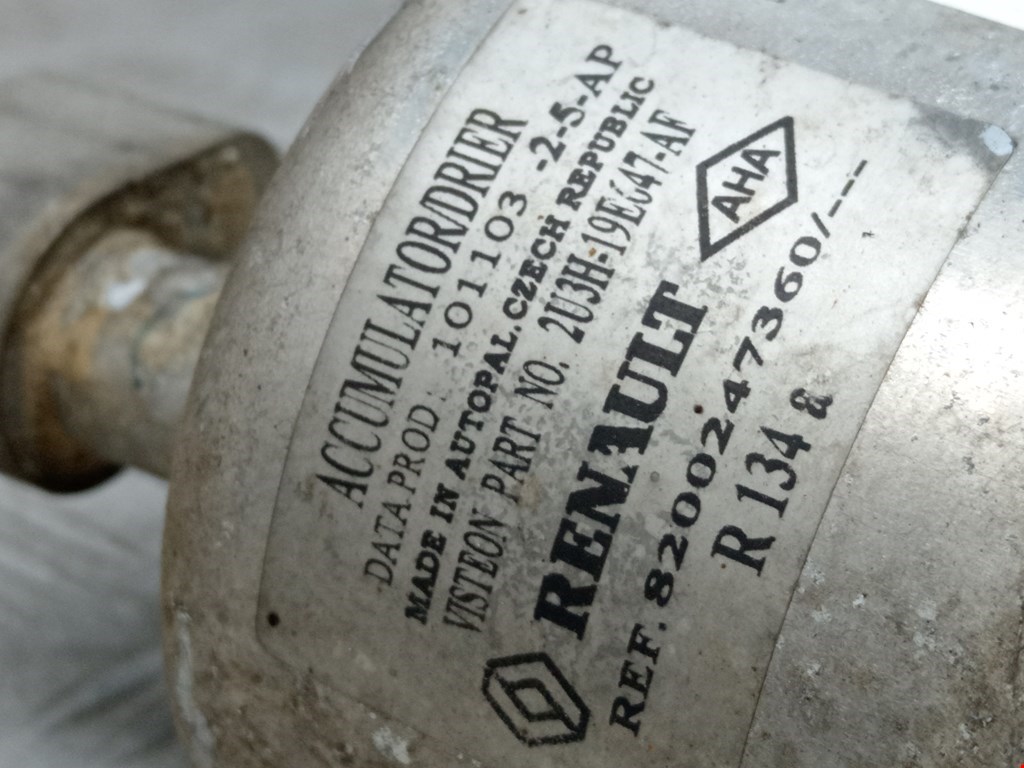 ACCUMULATOR/DRIER
DATA PROD 101103 -2-5-AP
MADE IN AUTOPAL.CZECH REPUBLIC
VISTEON PART NO. 2U3H-19E647-AF
RENAULT
AHA
REF. 8200247360/---
R 134 a